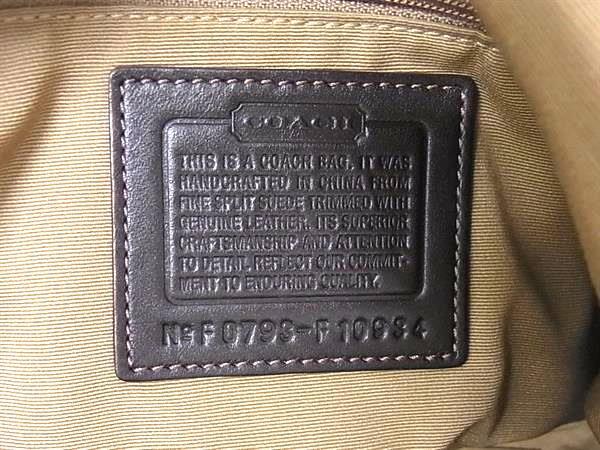 COACH
THIS IS A COACH BAG. IT WAS
HANDCRAFTED IN CHINA FROM
FINE SPLIT SUEDE TRIMMED WITH
GENUINE LEATHER. ITS SUPERIOR
CRAFTSMANSHIP AND ATTENTION
TO DETAIL REFLECT OUR COMMIT-
MENT TO ENDURING QUALITY.
Nº F0793-F10934